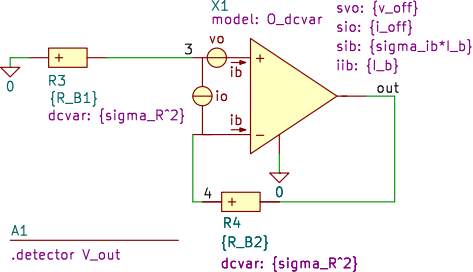 X1
model: O_dcvar
svo: {v_off}
sio: {i_off}
sib: {sigma_ib*I_b}
iib: {I_b}
vo
3
ib
+
+
0
R3
{R_B1}
dcvar: {sigma_R^2}
io
out
ib
−
0
4
+
R4
{R_B2}
dcvar: {sigma_R^2}
A1
.detector V_out